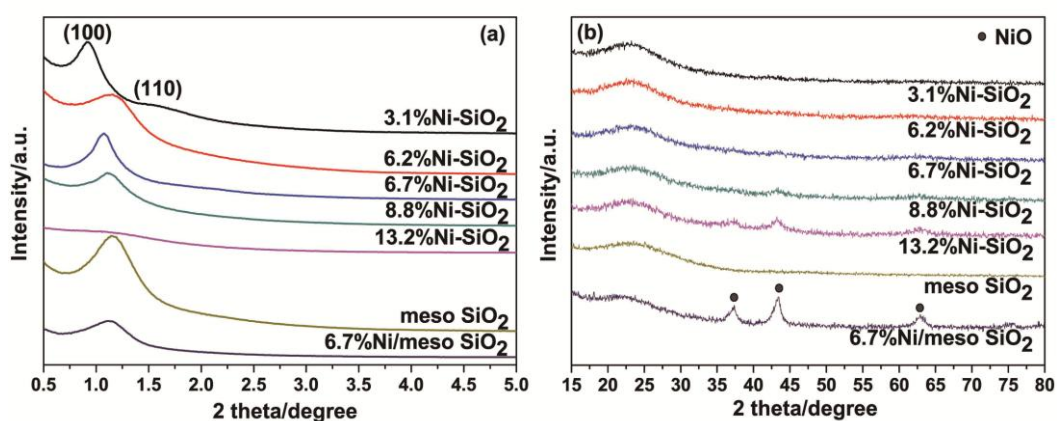 (a)
(100)
(110)
3.1%Ni-SiO2
6.2%Ni-SiO2
6.7%Ni-SiO2
8.8%Ni-SiO2
13.2%Ni-SiO2
meso SiO2
6.7%Ni/meso SiO2
Intensity/a.u.
0.5 1.0 1.5 2.0 2.5 3.0 3.5 4.0 4.5 5.0
2 theta/degree
(b)
NiO
3.1%Ni-SiO2
6.2%Ni-SiO2
6.7%Ni-SiO2
8.8%Ni-SiO2
13.2%Ni-SiO2
meso SiO2
6.7%Ni/meso SiO2
Intensity/a.u.
15 20 25 30 35 40 45 50 55 60 65 70 75 80
2 theta/degree